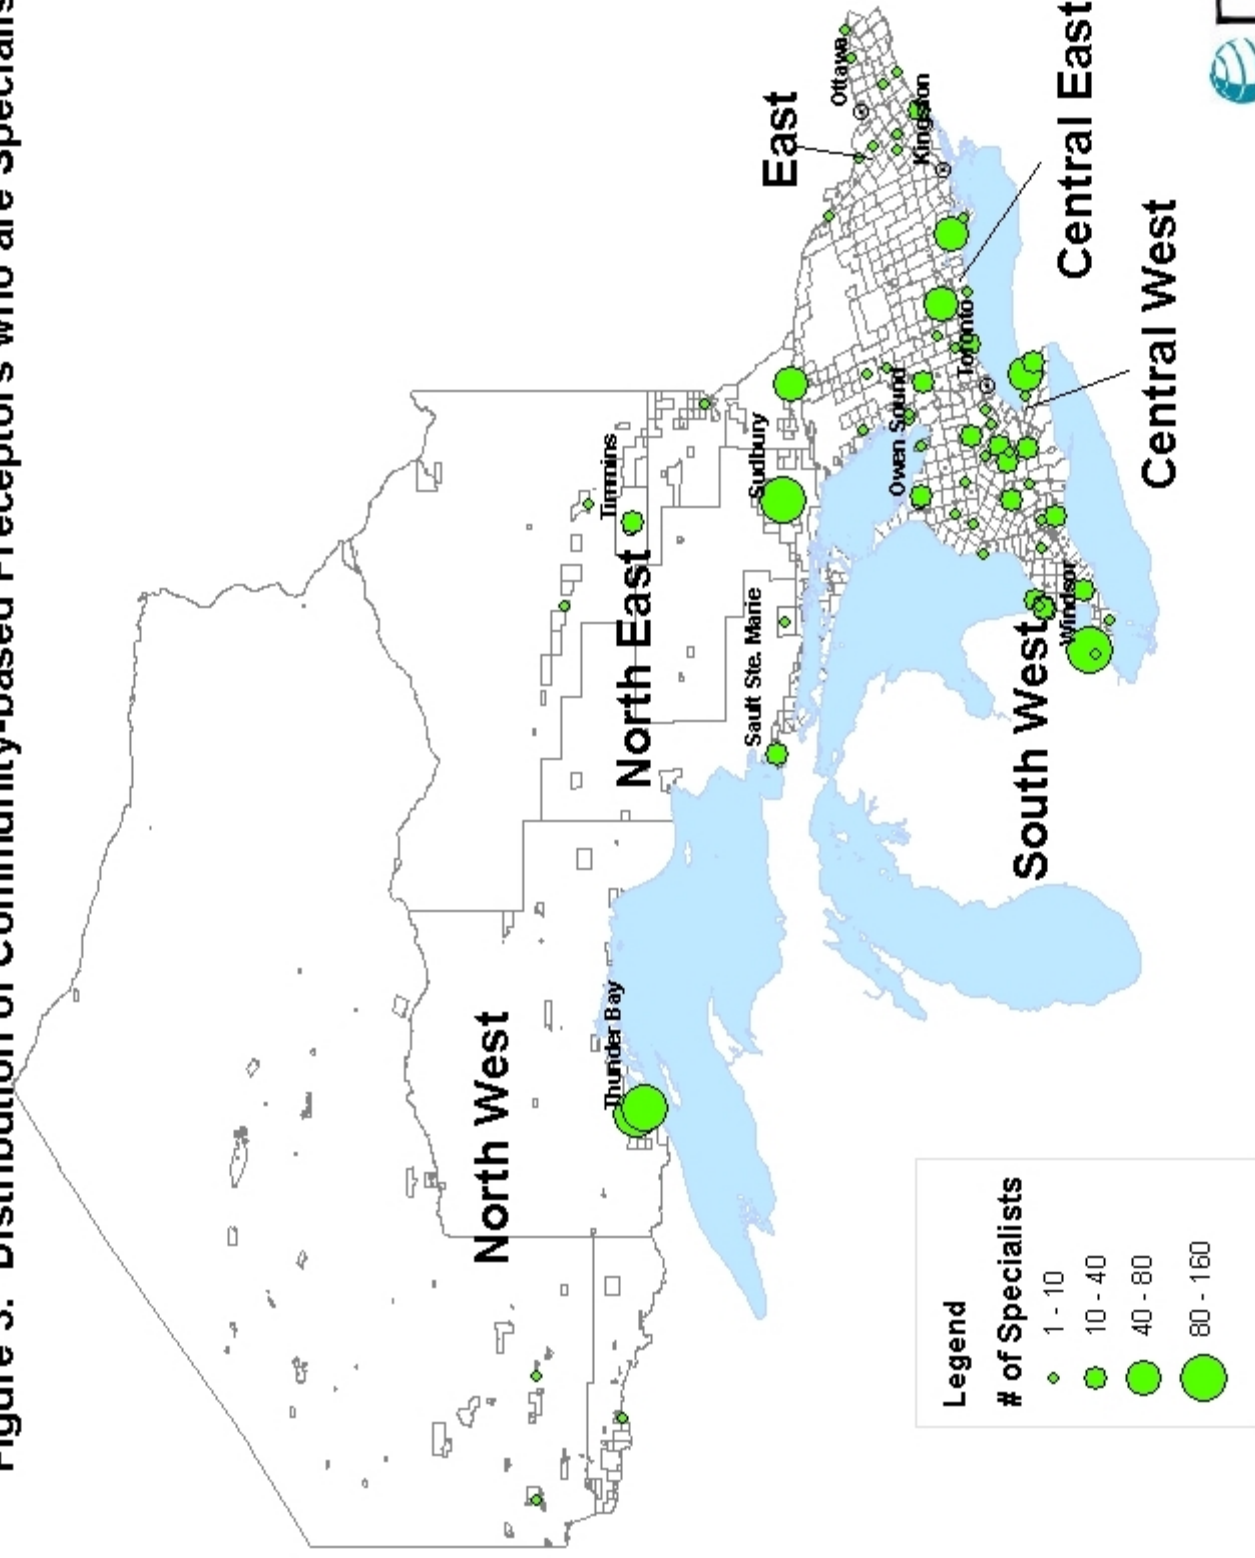 Figure 3. Distribution of Community-based Preceptors who are Specialis
North West
Thunder Bay
North East
Timmins
Sault Ste. Marie
Sudbury
East
Ottawa
Kingston
Owen Sound
Toronto
Central East
Central West
South West
Windsor
Legend
# of Specialists
1 - 10
10 - 40
40 - 80
80 - 160